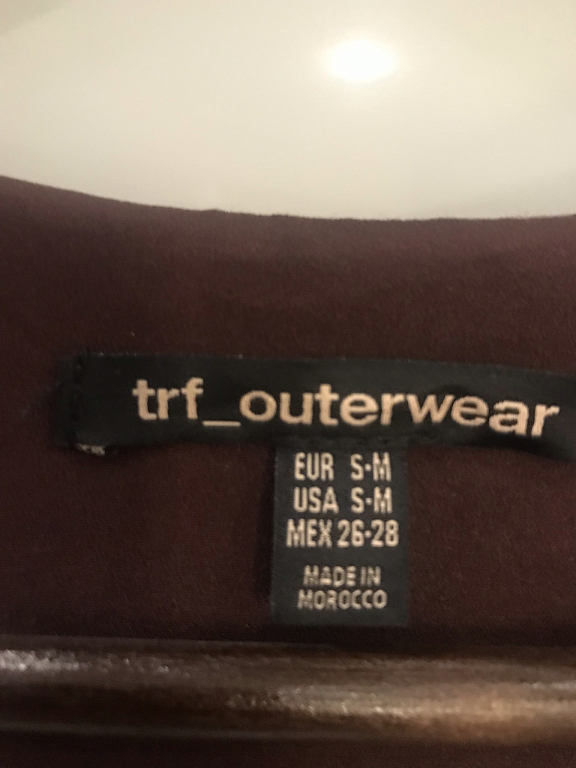 trf_outerwear
EUR S-M
USA S-M
MEX 26-28
MADE IN
MOROCCO